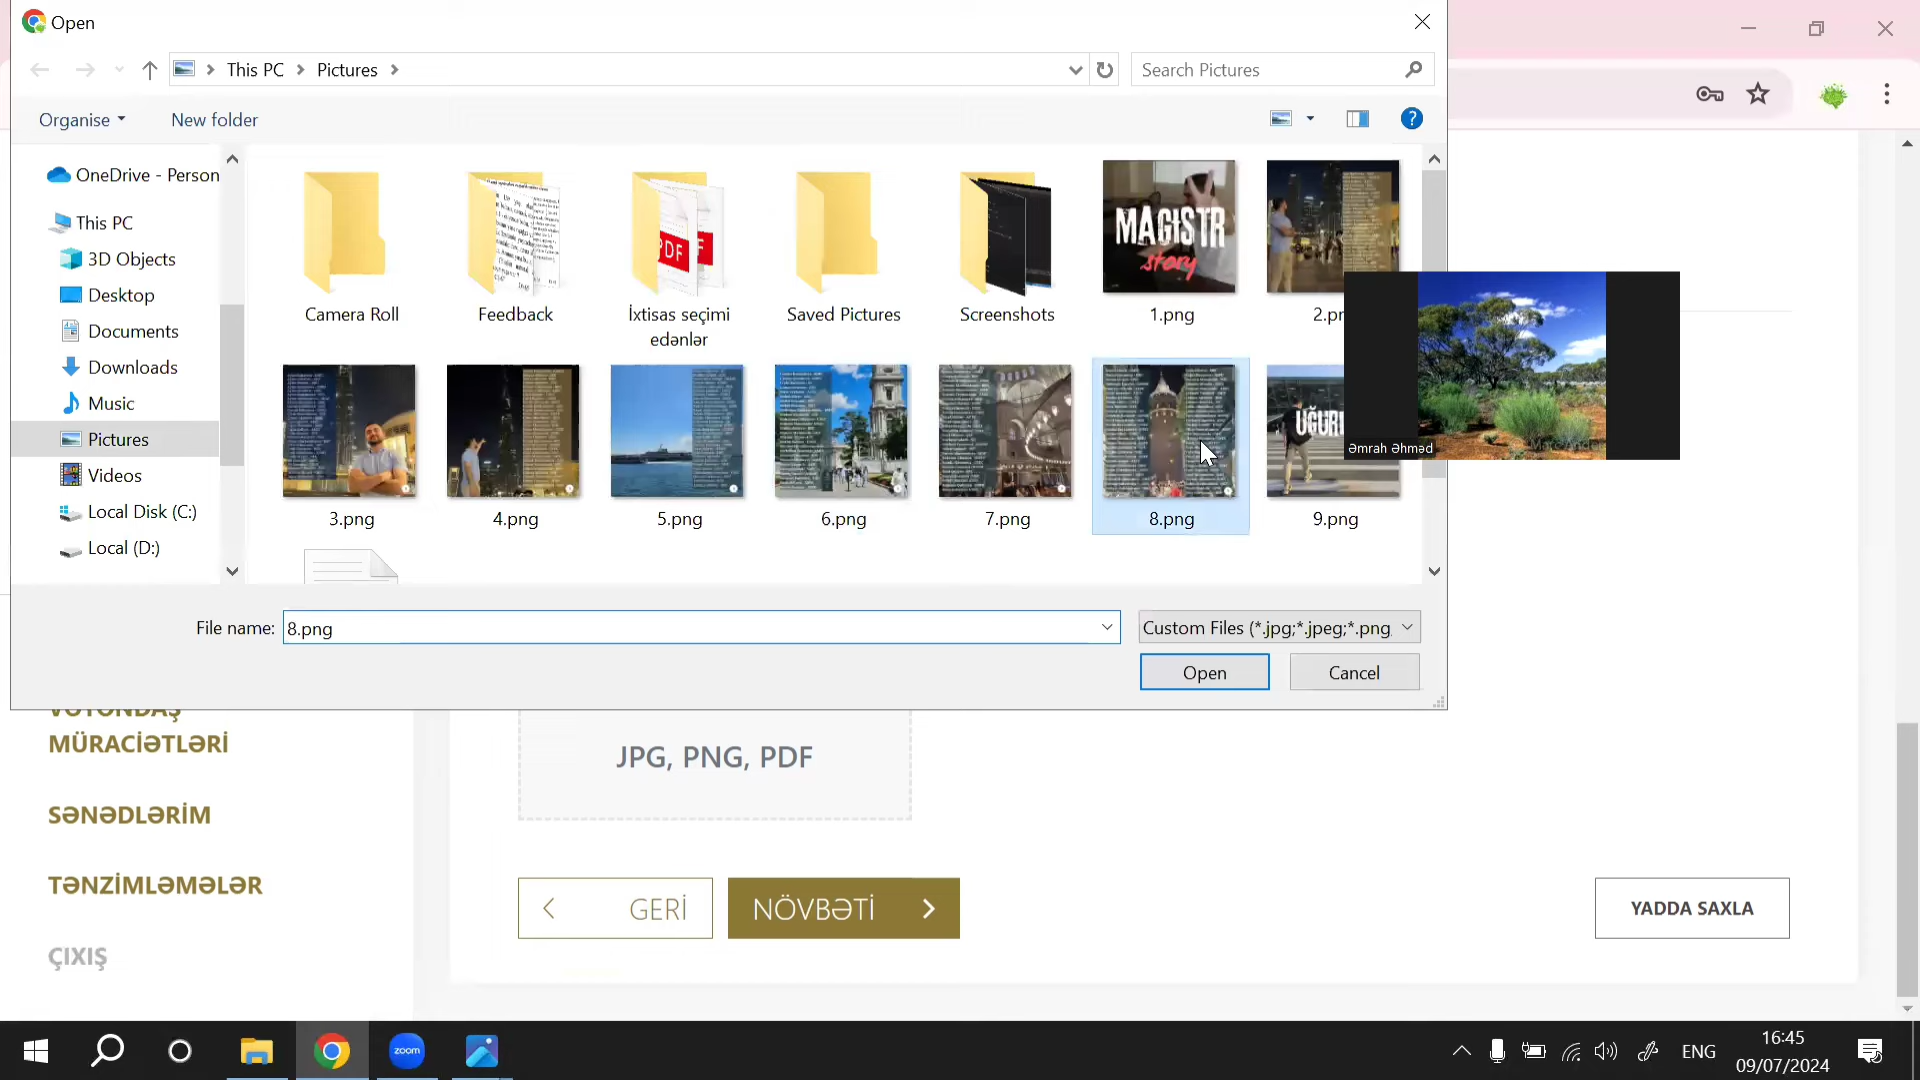 Open
This PC
Pictures
Search Pictures
Organise
New folder
OneDrive - Person
This PC
3D Objects
Desktop
Documents
Downloads
Music
Pictures
Videos
Local Disk (C:)
Local (D:)
MAGISTR
story
PDF
Camera Roll
Feedback
İxtisas seçimi
edənlər
Saved Pictures
Screenshots
1.png
UĞUR
Əmrah Əhməd
3.png
4.png
5.png
6.png
7.png
8.png
9.png
File name:
8.png
Custom Files (*.jpg;*.jpeg;*.png
Open
Cancel
VƏTƏNDAŞ
MÜRACİƏTLƏRİ
SƏNƏDLƏRİM
TƏNZİMLƏMƏLƏR
ÇIXIŞ
JPG, PNG, PDF
GERİ
NÖVBƏTİ
YADDA SAXLA
zoom
ENG
16:45
09/07/2024